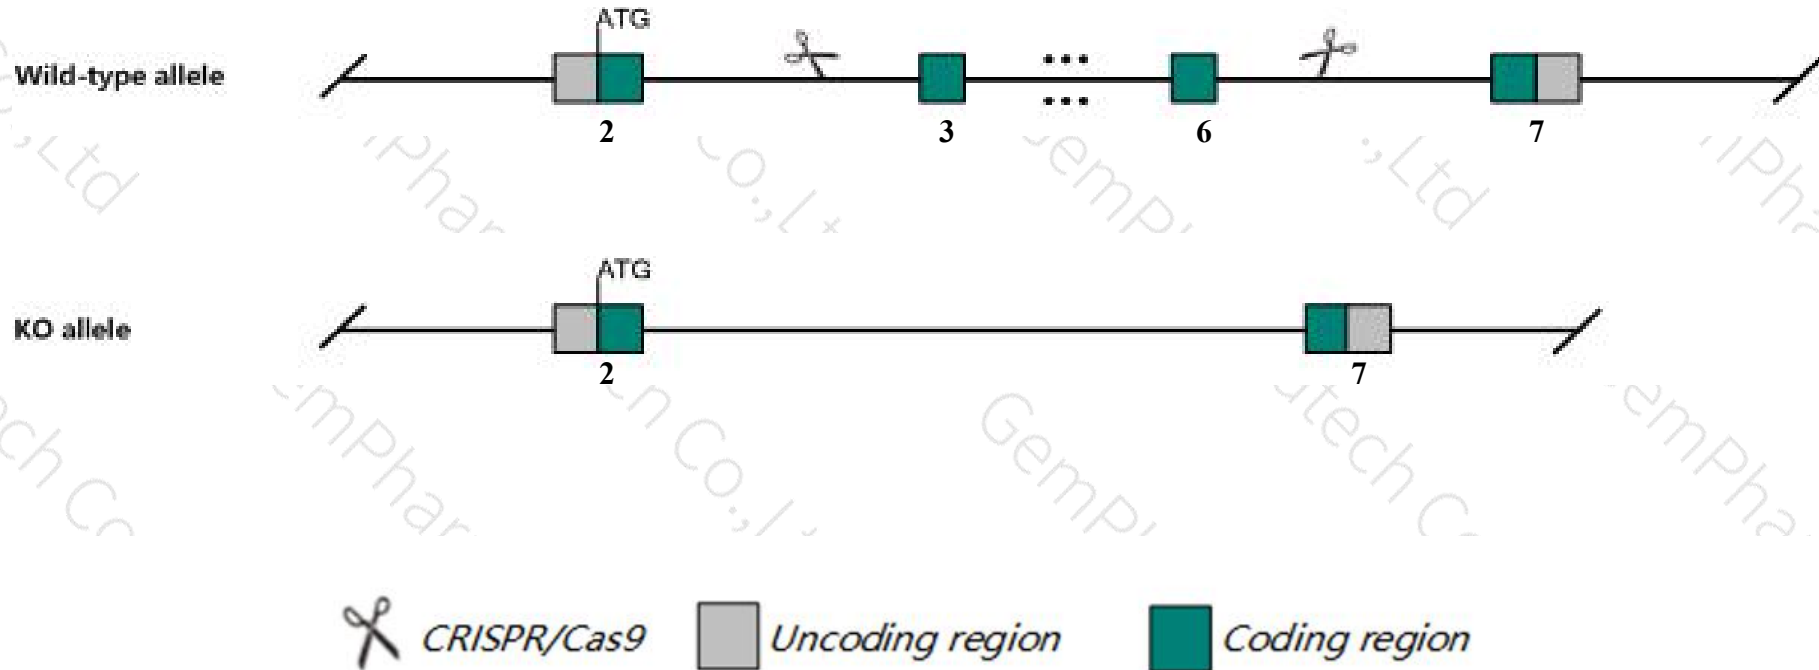 ATG
Wild-type allele
2 3 6 7
ATG
KO allele
2 7
CRISPR/Cas9 Uncoding region Coding region